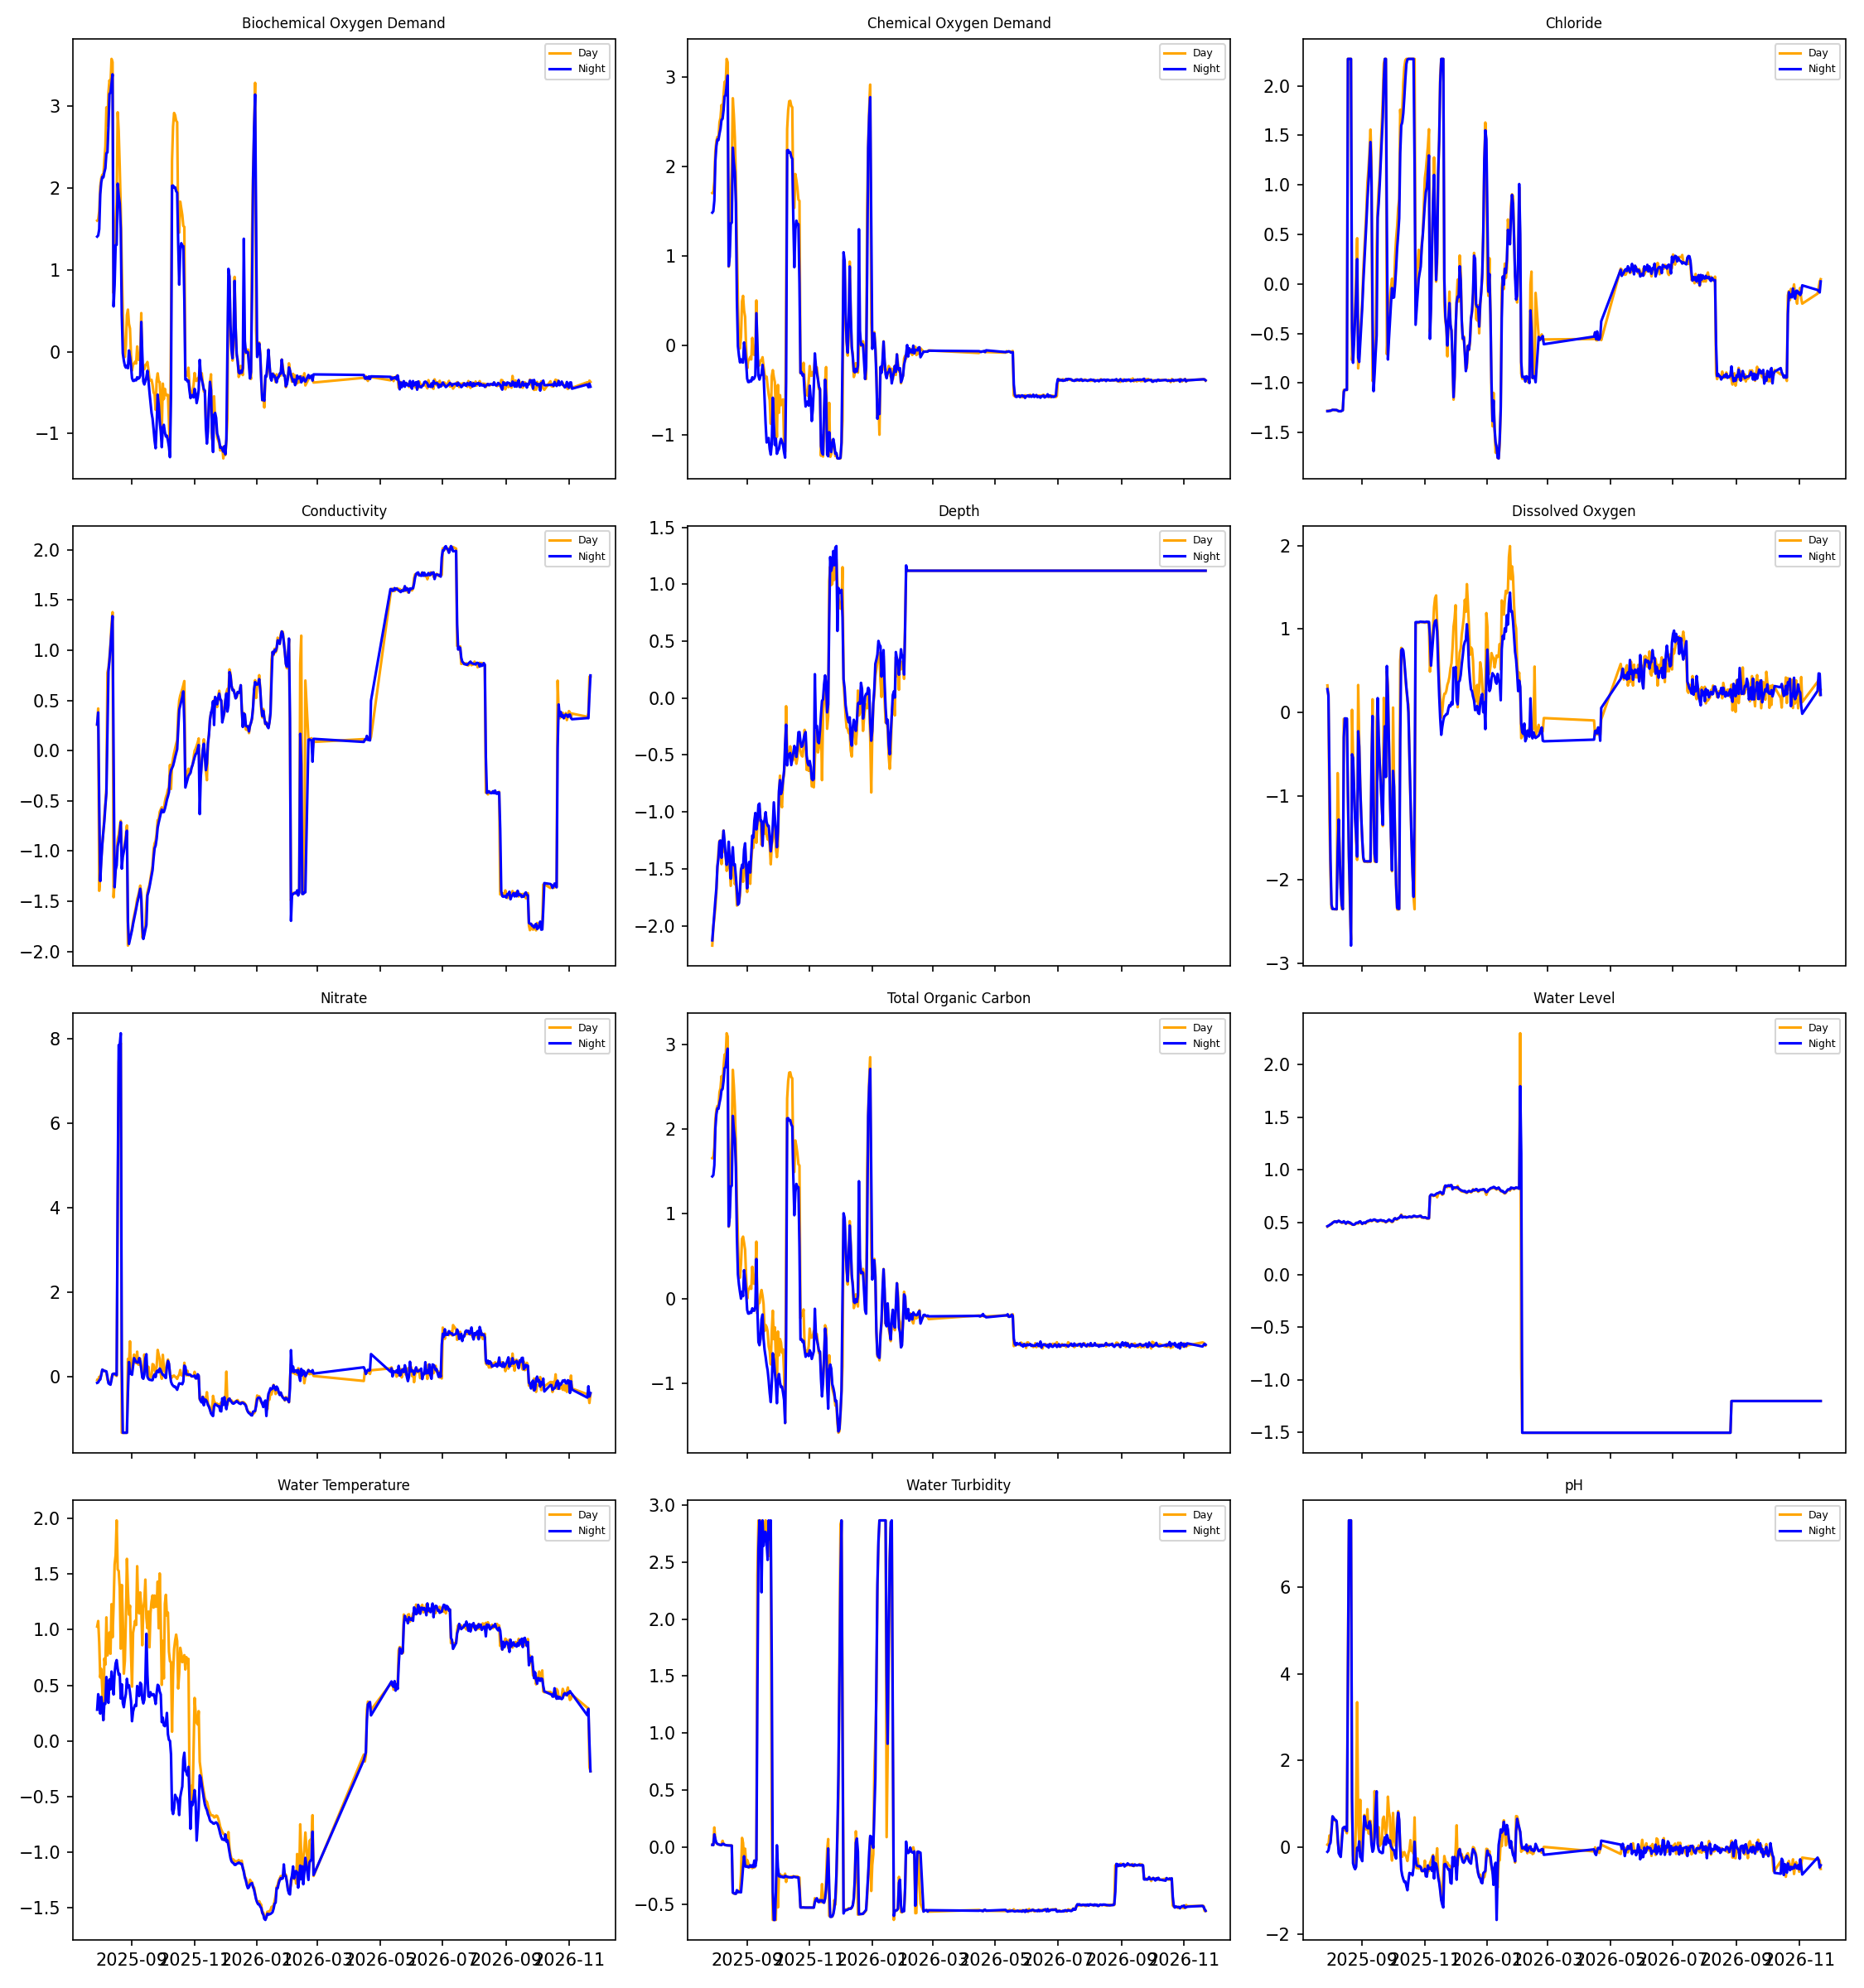 Biochemical Oxygen Demand
Day
Night
3
2
1
0
−1
Chemical Oxygen Demand
Day
Night
3
2
1
0
−1
Chloride
Day
Night
2.0
1.5
1.0
0.5
0.0
−0.5
−1.0
−1.5
Conductivity
Day
Night
2.0
1.5
1.0
0.5
0.0
−0.5
−1.0
−1.5
−2.0
Depth
Day
Night
1.5
1.0
0.5
0.0
−0.5
−1.0
−1.5
−2.0
Dissolved Oxygen
Day
Night
2
1
0
−1
−2
−3
Nitrate
Day
Night
8
6
4
2
0
Total Organic Carbon
Day
Night
3
2
1
0
−1
Water Level
Day
Night
2.0
1.5
1.0
0.5
0.0
−0.5
−1.0
−1.5
Water Temperature
Day
Night
2.0
1.5
1.0
0.5
0.0
−0.5
−1.0
−1.5
2025-09 2025-11 2026-01 2026-03 2026-05 2026-07 2026-09 2026-11
Water Turbidity
Day
Night
3.0
2.5
2.0
1.5
1.0
0.5
0.0
−0.5
2025-09 2025-11 2026-01 2026-03 2026-05 2026-07 2026-09 2026-11
pH
Day
Night
6
4
2
0
−2
2025-09 2025-11 2026-01 2026-03 2026-05 2026-07 2026-09 2026-11